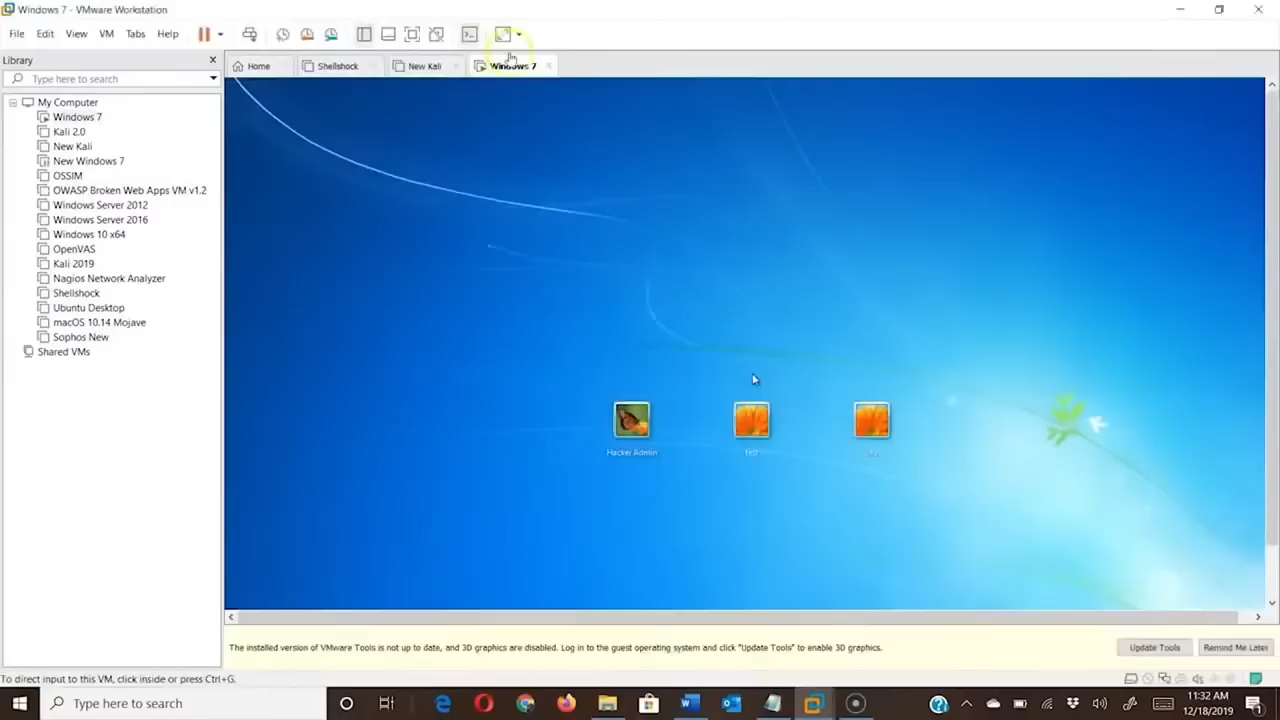 Windows 7 - VMware Workstation
File Edit View VM Tabs Help
Library
Type here to search
Home Shellshock New Kali Windows 7
My Computer
Windows 7
Kali 2.0
New Kali
New Windows 7
OSSIM
OWASP Broken Web Apps VM v1.2
Windows Server 2012
Windows Server 2016
Windows 10 x64
OpenVAS
Kali 2019
Nagios Network Analyzer
Shellshock
Ubuntu Desktop
macOS 10.14 Mojave
Sophos New
Shared VMs
Hacker Admin test
The installed version of VMware Tools is not up to date, and 3D graphics are disabled. Log in to the guest operating system and click "Update Tools" to enable 3D graphics.
Update Tools Remind Me Later
To direct input to this VM, click inside or press Ctrl+G.
Type here to search
11:32 AM
12/18/2019